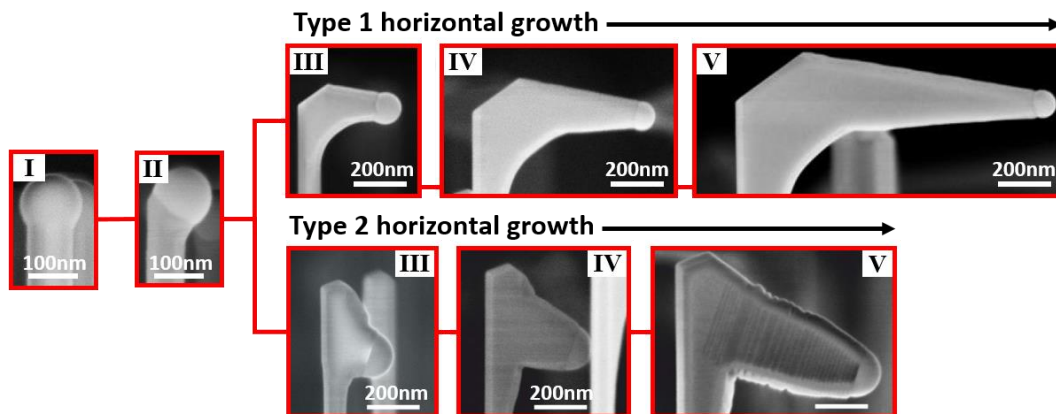 Type 1 horizontal growth
III
IV
V
200nm
200nm
200nm
I
II
100nm
100nm
Type 2 horizontal growth
III
IV
V
200nm
200nm